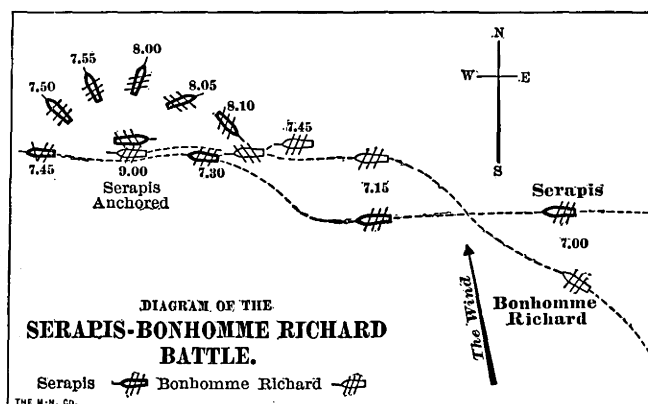 8.00
7.55
7.50
8.05
8.10
7.45
N
W E
S
7.45
9.00
7.30
7.15
Serapis
Anchored
Serapis
7.00
Bonhomme
Richard
The Wind
DIAGRAM OF THE
SERAPIS-BONHOMME RICHARD
BATTLE.
Serapis Bonhomme Richard
THE M.-N. CO.